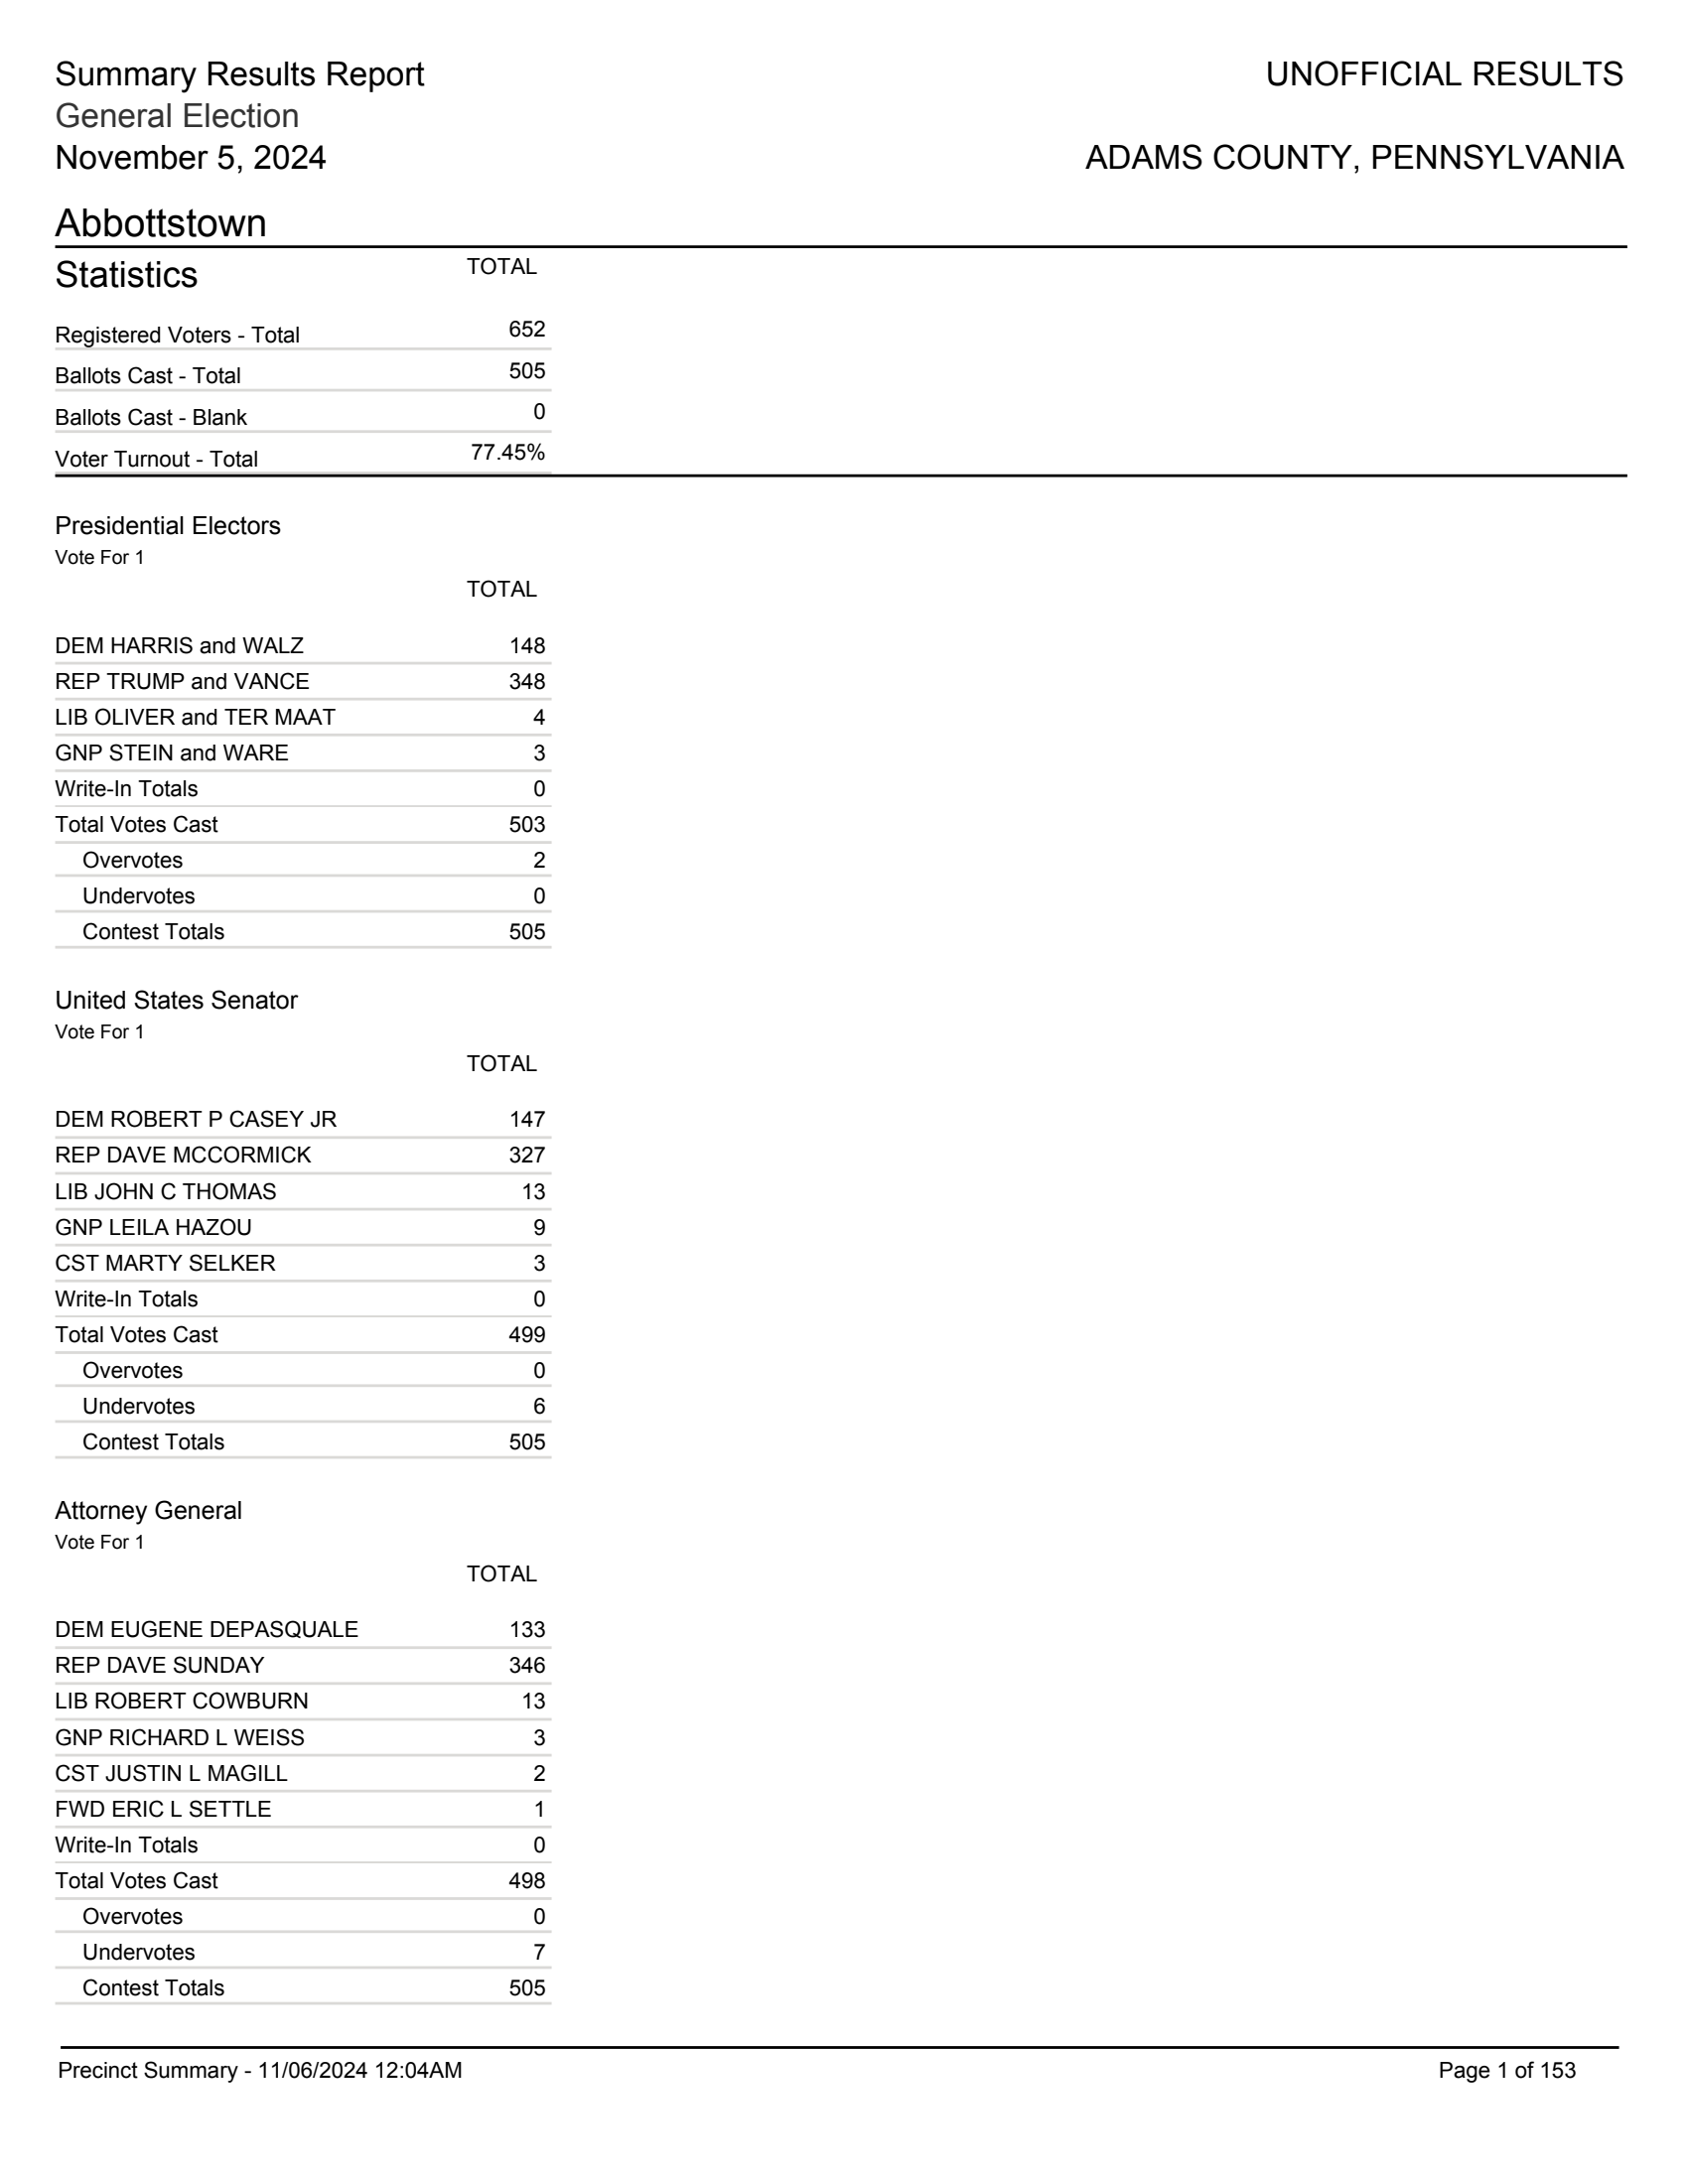 Summary Results Report
UNOFFICIAL RESULTS
General Election
November 5, 2024
ADAMS COUNTY, PENNSYLVANIA
Abbottstown
Statistics TOTAL
Registered Voters - Total 652
Ballots Cast - Total 505
Ballots Cast - Blank 0
Voter Turnout - Total 77.45%
Presidential Electors
Vote For 1
TOTAL
DEM HARRIS and WALZ 148
REP TRUMP and VANCE 348
LIB OLIVER and TER MAAT 4
GNP STEIN and WARE 3
Write-In Totals 0
Total Votes Cast 503
Overvotes 2
Undervotes 0
Contest Totals 505
United States Senator
Vote For 1
TOTAL
DEM ROBERT P CASEY JR 147
REP DAVE MCCORMICK 327
LIB JOHN C THOMAS 13
GNP LEILA HAZOU 9
CST MARTY SELKER 3
Write-In Totals 0
Total Votes Cast 499
Overvotes 0
Undervotes 6
Contest Totals 505
Attorney General
Vote For 1
TOTAL
DEM EUGENE DEPASQUALE 133
REP DAVE SUNDAY 346
LIB ROBERT COWBURN 13
GNP RICHARD L WEISS 3
CST JUSTIN L MAGILL 2
FWD ERIC L SETTLE 1
Write-In Totals 0
Total Votes Cast 498
Overvotes 0
Undervotes 7
Contest Totals 505
Precinct Summary - 11/06/2024 12:04AM
Page 1 of 153